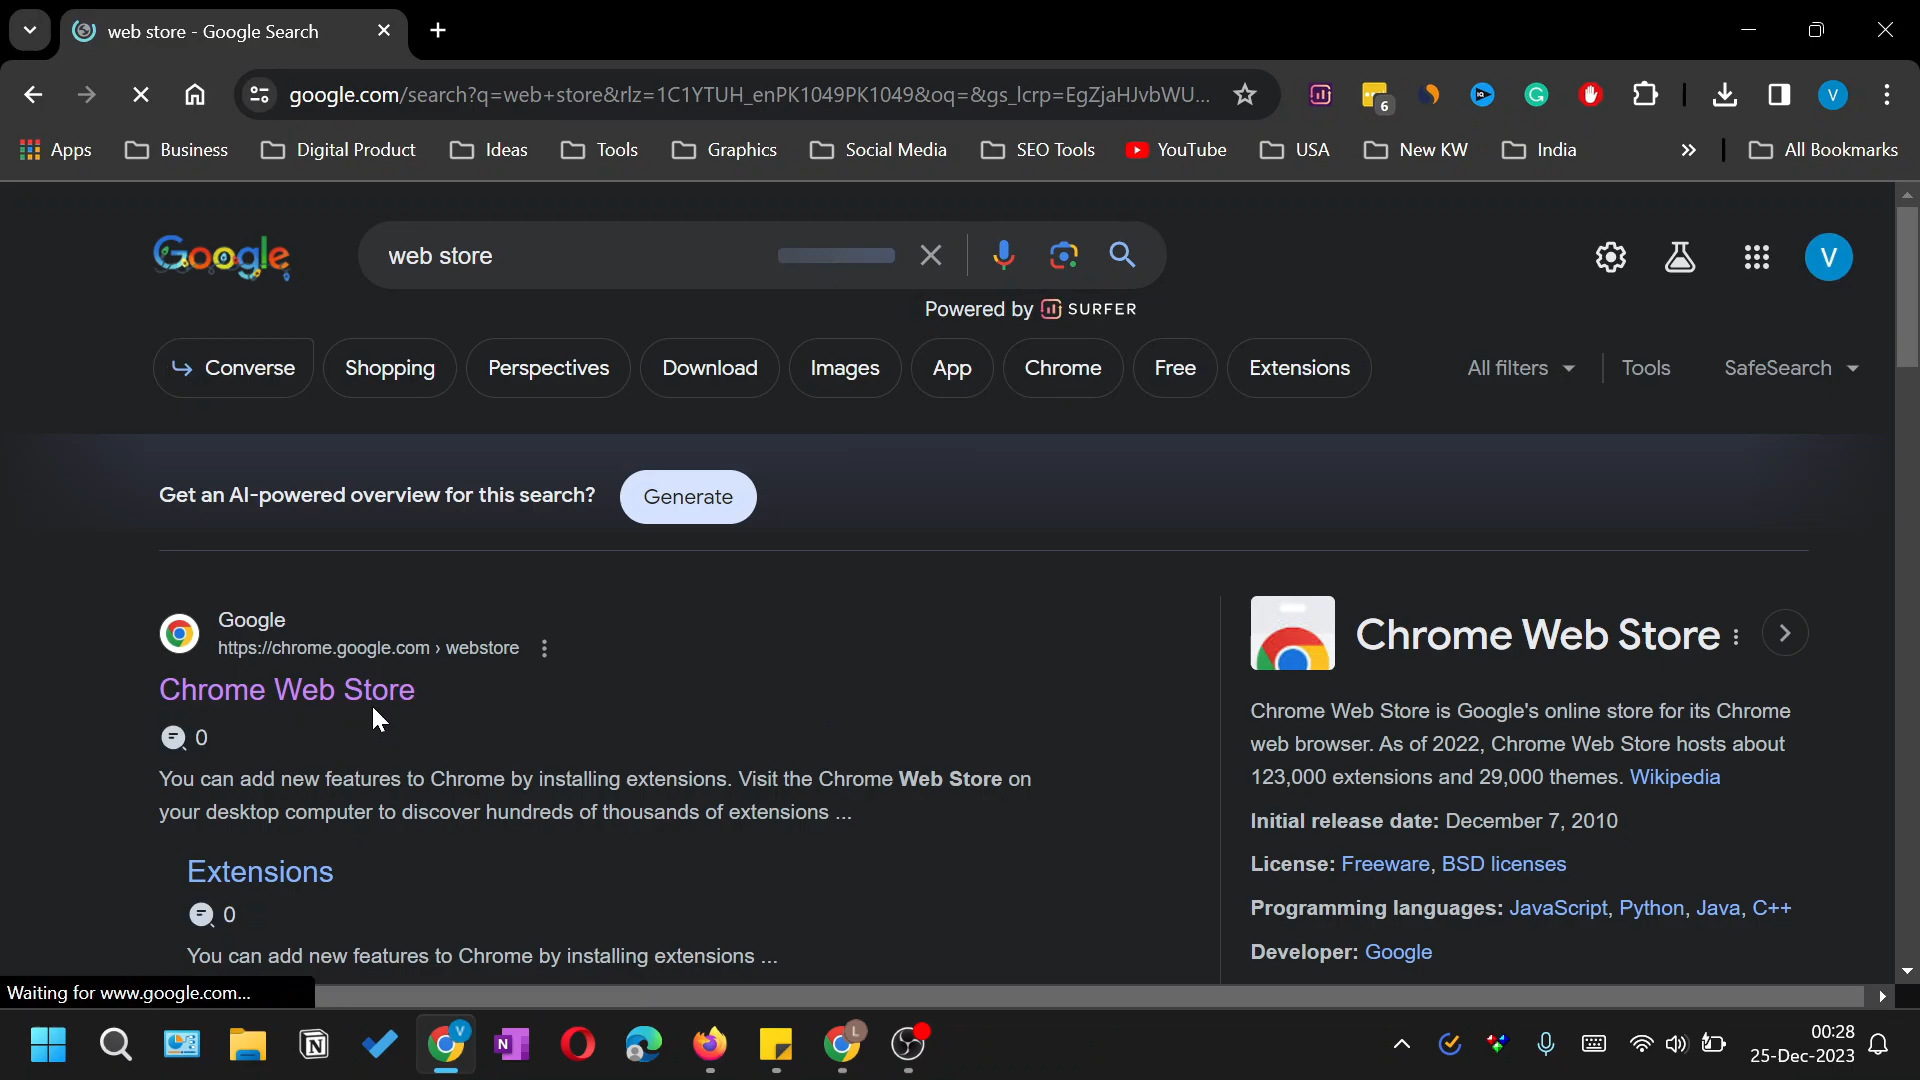 web store - Google Search
google.com/search?q=web+store&rlz=1C1YTUH_enPK1049PK1049&oq=&gs_lcrp=EgZjaHJvbWU...
6
V
Apps
Business
Digital Product
Ideas
Tools
Graphics
Social Media
SEO Tools
YouTube
USA
New KW
India
All Bookmarks
Google
web store
V
Powered by SURFER
Converse
Shopping
Perspectives
Download
Images
App
Chrome
Free
Extensions
All filters
Tools
SafeSearch
Get an AI-powered overview for this search?
Generate
Google
https://chrome.google.com › webstore
Chrome Web Store
0
You can add new features to Chrome by installing extensions. Visit the Chrome Web Store on
your desktop computer to discover hundreds of thousands of extensions ...
Extensions
0
You can add new features to Chrome by installing extensions ...
Chrome Web Store
Chrome Web Store is Google's online store for its Chrome
web browser. As of 2022, Chrome Web Store hosts about
123,000 extensions and 29,000 themes. Wikipedia
Initial release date: December 7, 2010
License: Freeware, BSD licenses
Programming languages: JavaScript, Python, Java, C++
Developer: Google
Waiting for www.google.com...
V
N
L
00:28
25-Dec-2023